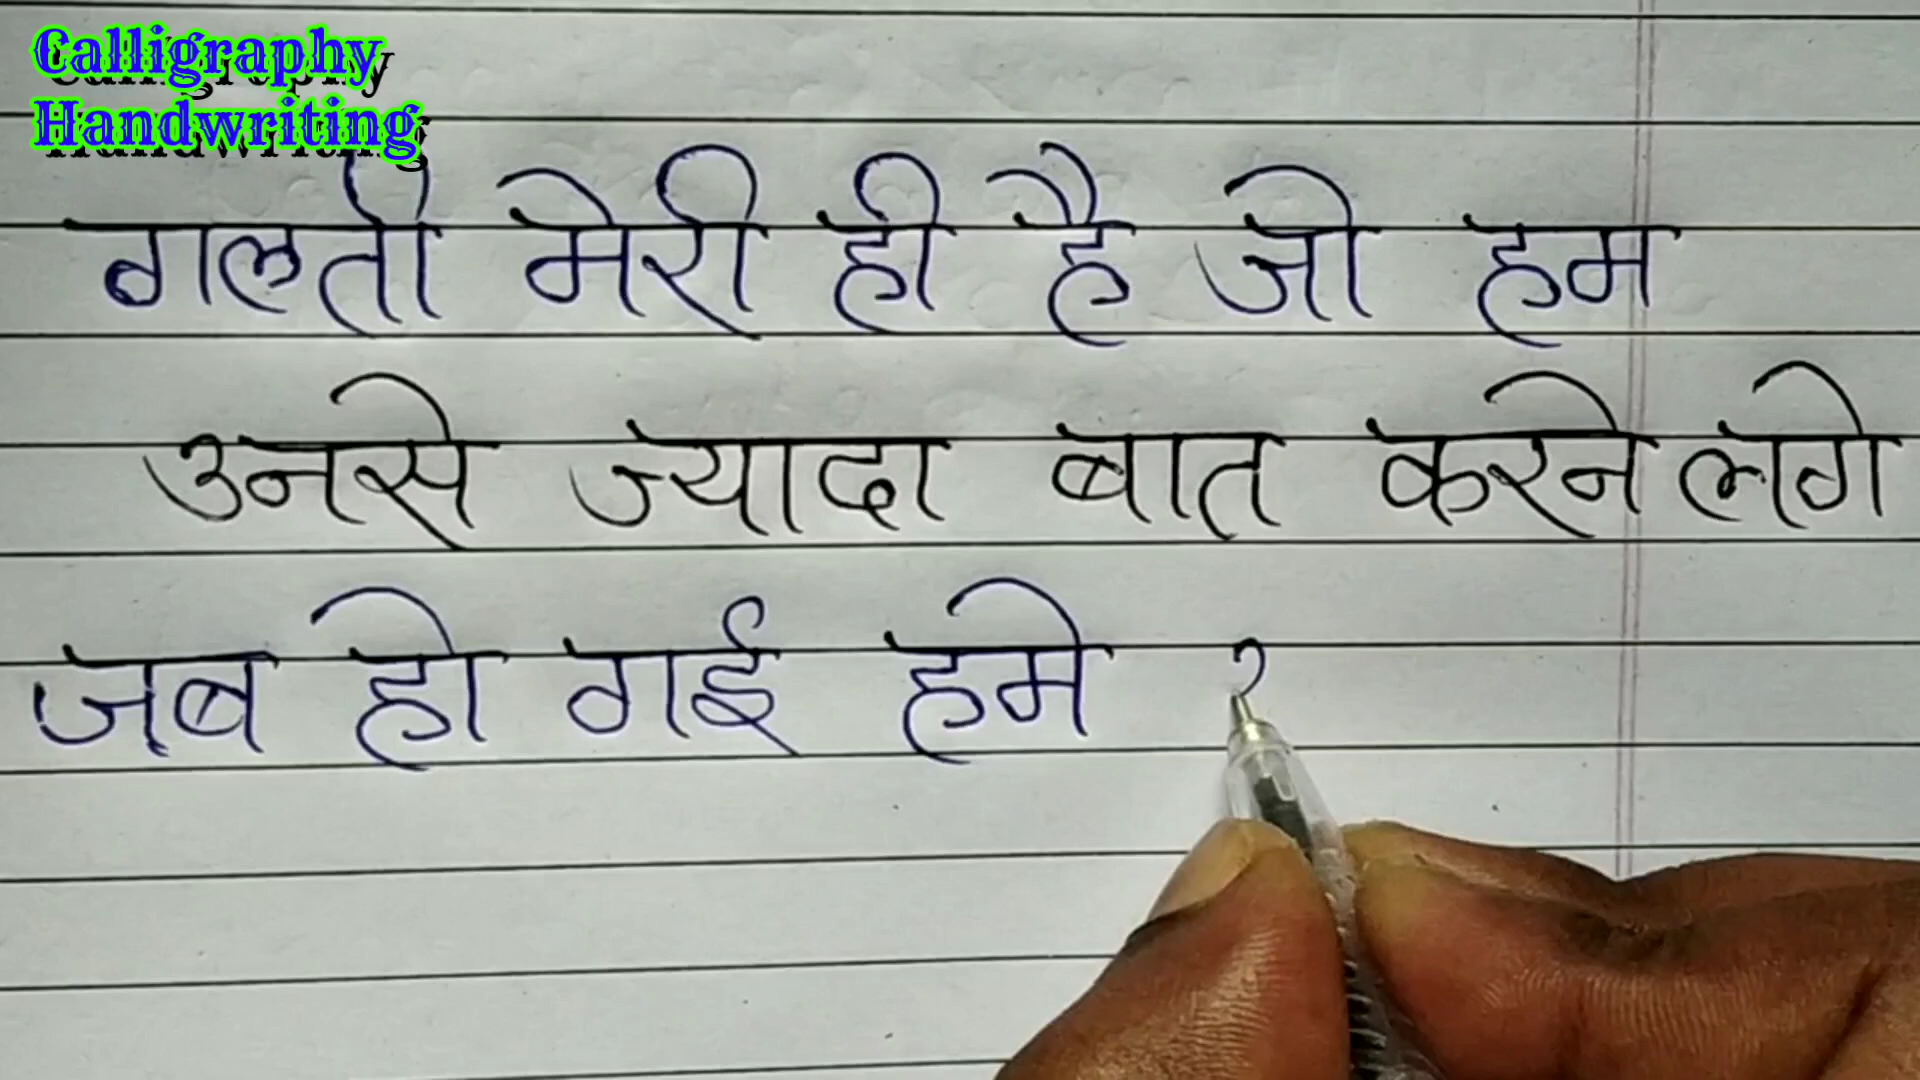 Calligraphy
Handwriting
गलती मेरी ही है जो हम
उनसे ज्यादा बात करने लगे
जब हो गई हमे